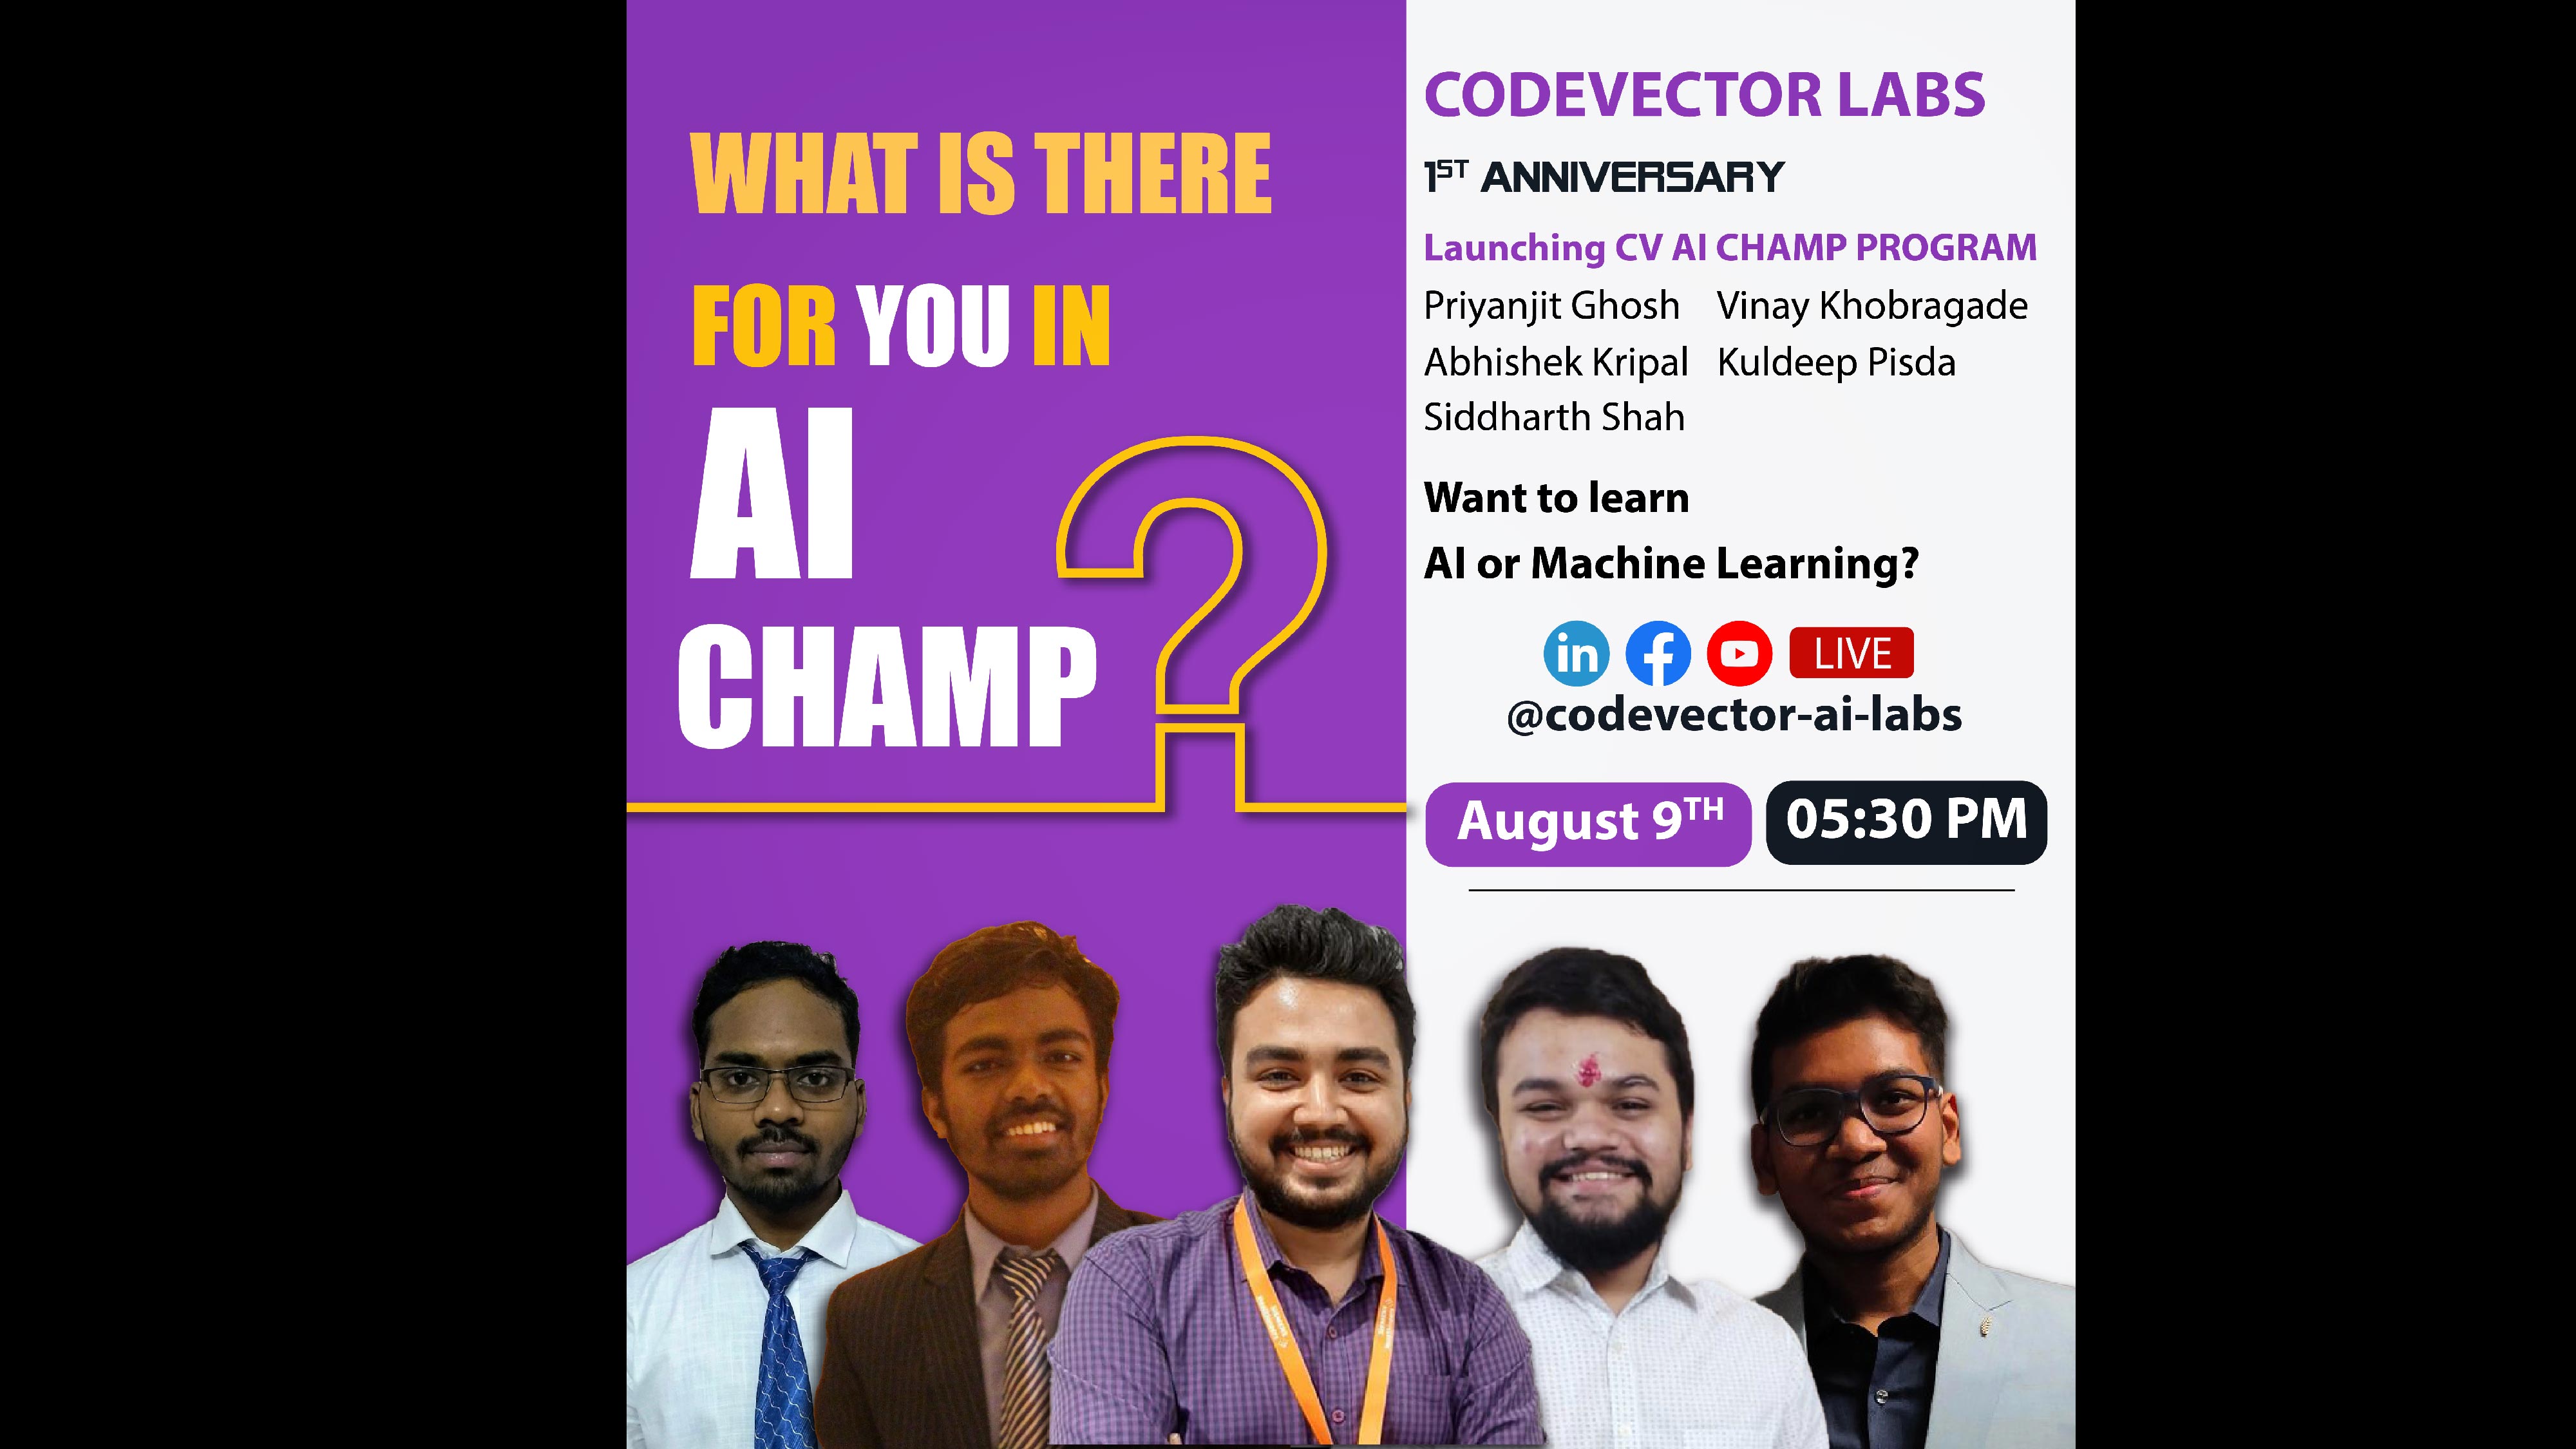 WHAT IS THERE
FOR YOU IN
AI
CHAMP
?
CODEVECTOR LABS
1ST ANNIVERSARY
Launching CV AI CHAMP PROGRAM
Priyanjit Ghosh Vinay Khobragade
Abhishek Kripal Kuldeep Pisda
Siddharth Shah
Want to learn
AI or Machine Learning?
in f LIVE
@codevector-ai-labs
August 9TH 05:30 PM